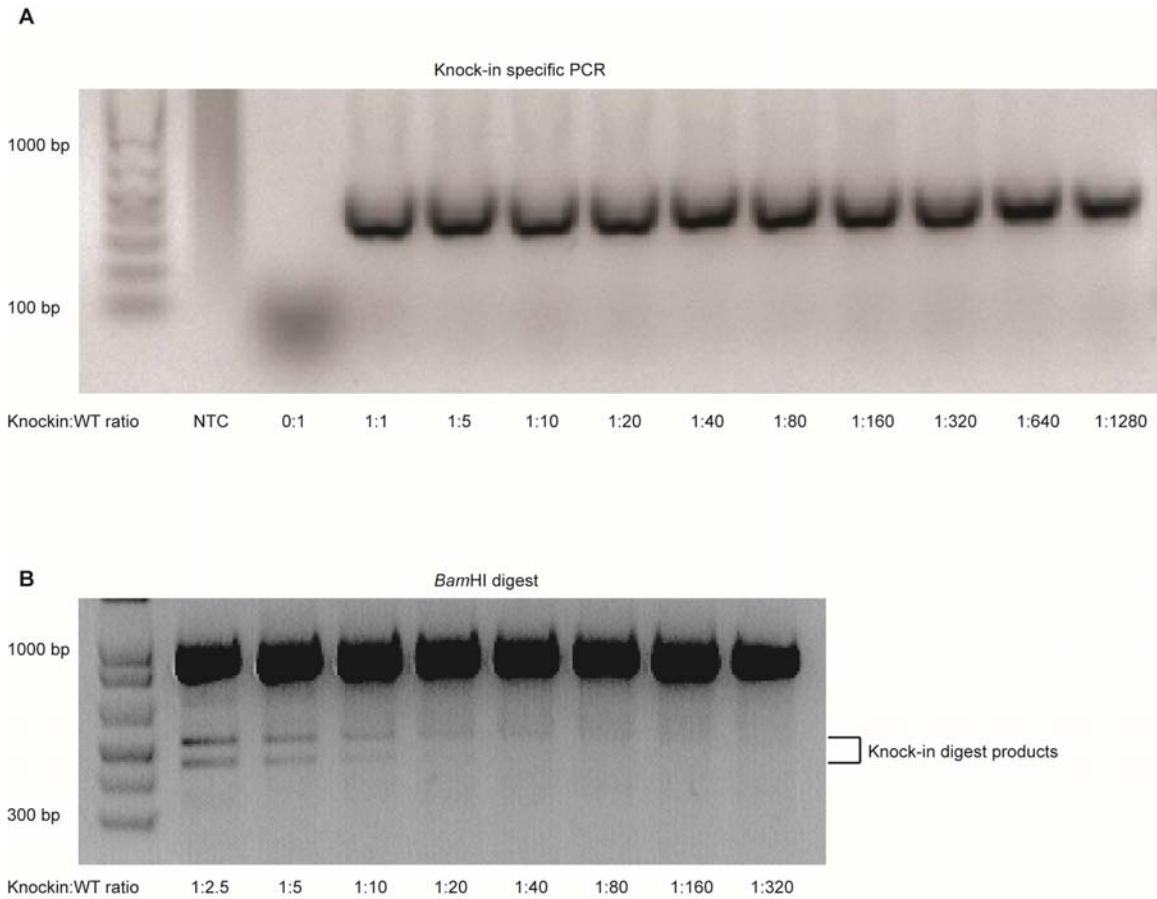 A
Knock-in specific PCR
1000 bp
100 bp
Knockin:WT ratio NTC 0:1 1:1 1:5 1:10 1:20 1:40 1:80 1:160 1:320 1:640 1:1280
B
BamHI digest
1000 bp
Knock-in digest products
300 bp
Knockin:WT ratio 1:2.5 1:5 1:10 1:20 1:40 1:80 1:160 1:320